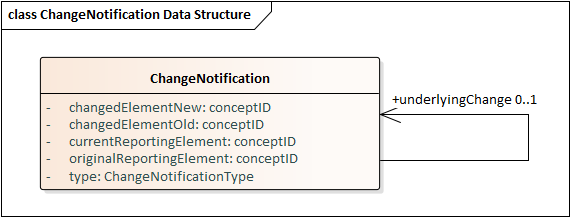 class ChangeNotification Data Structure
ChangeNotification
- changedElementNew: conceptID
- changedElementOld: conceptID
- currentReportingElement: conceptID
- originalReportingElement: conceptID
- type: ChangeNotificationType
+underlyingChange 0..1